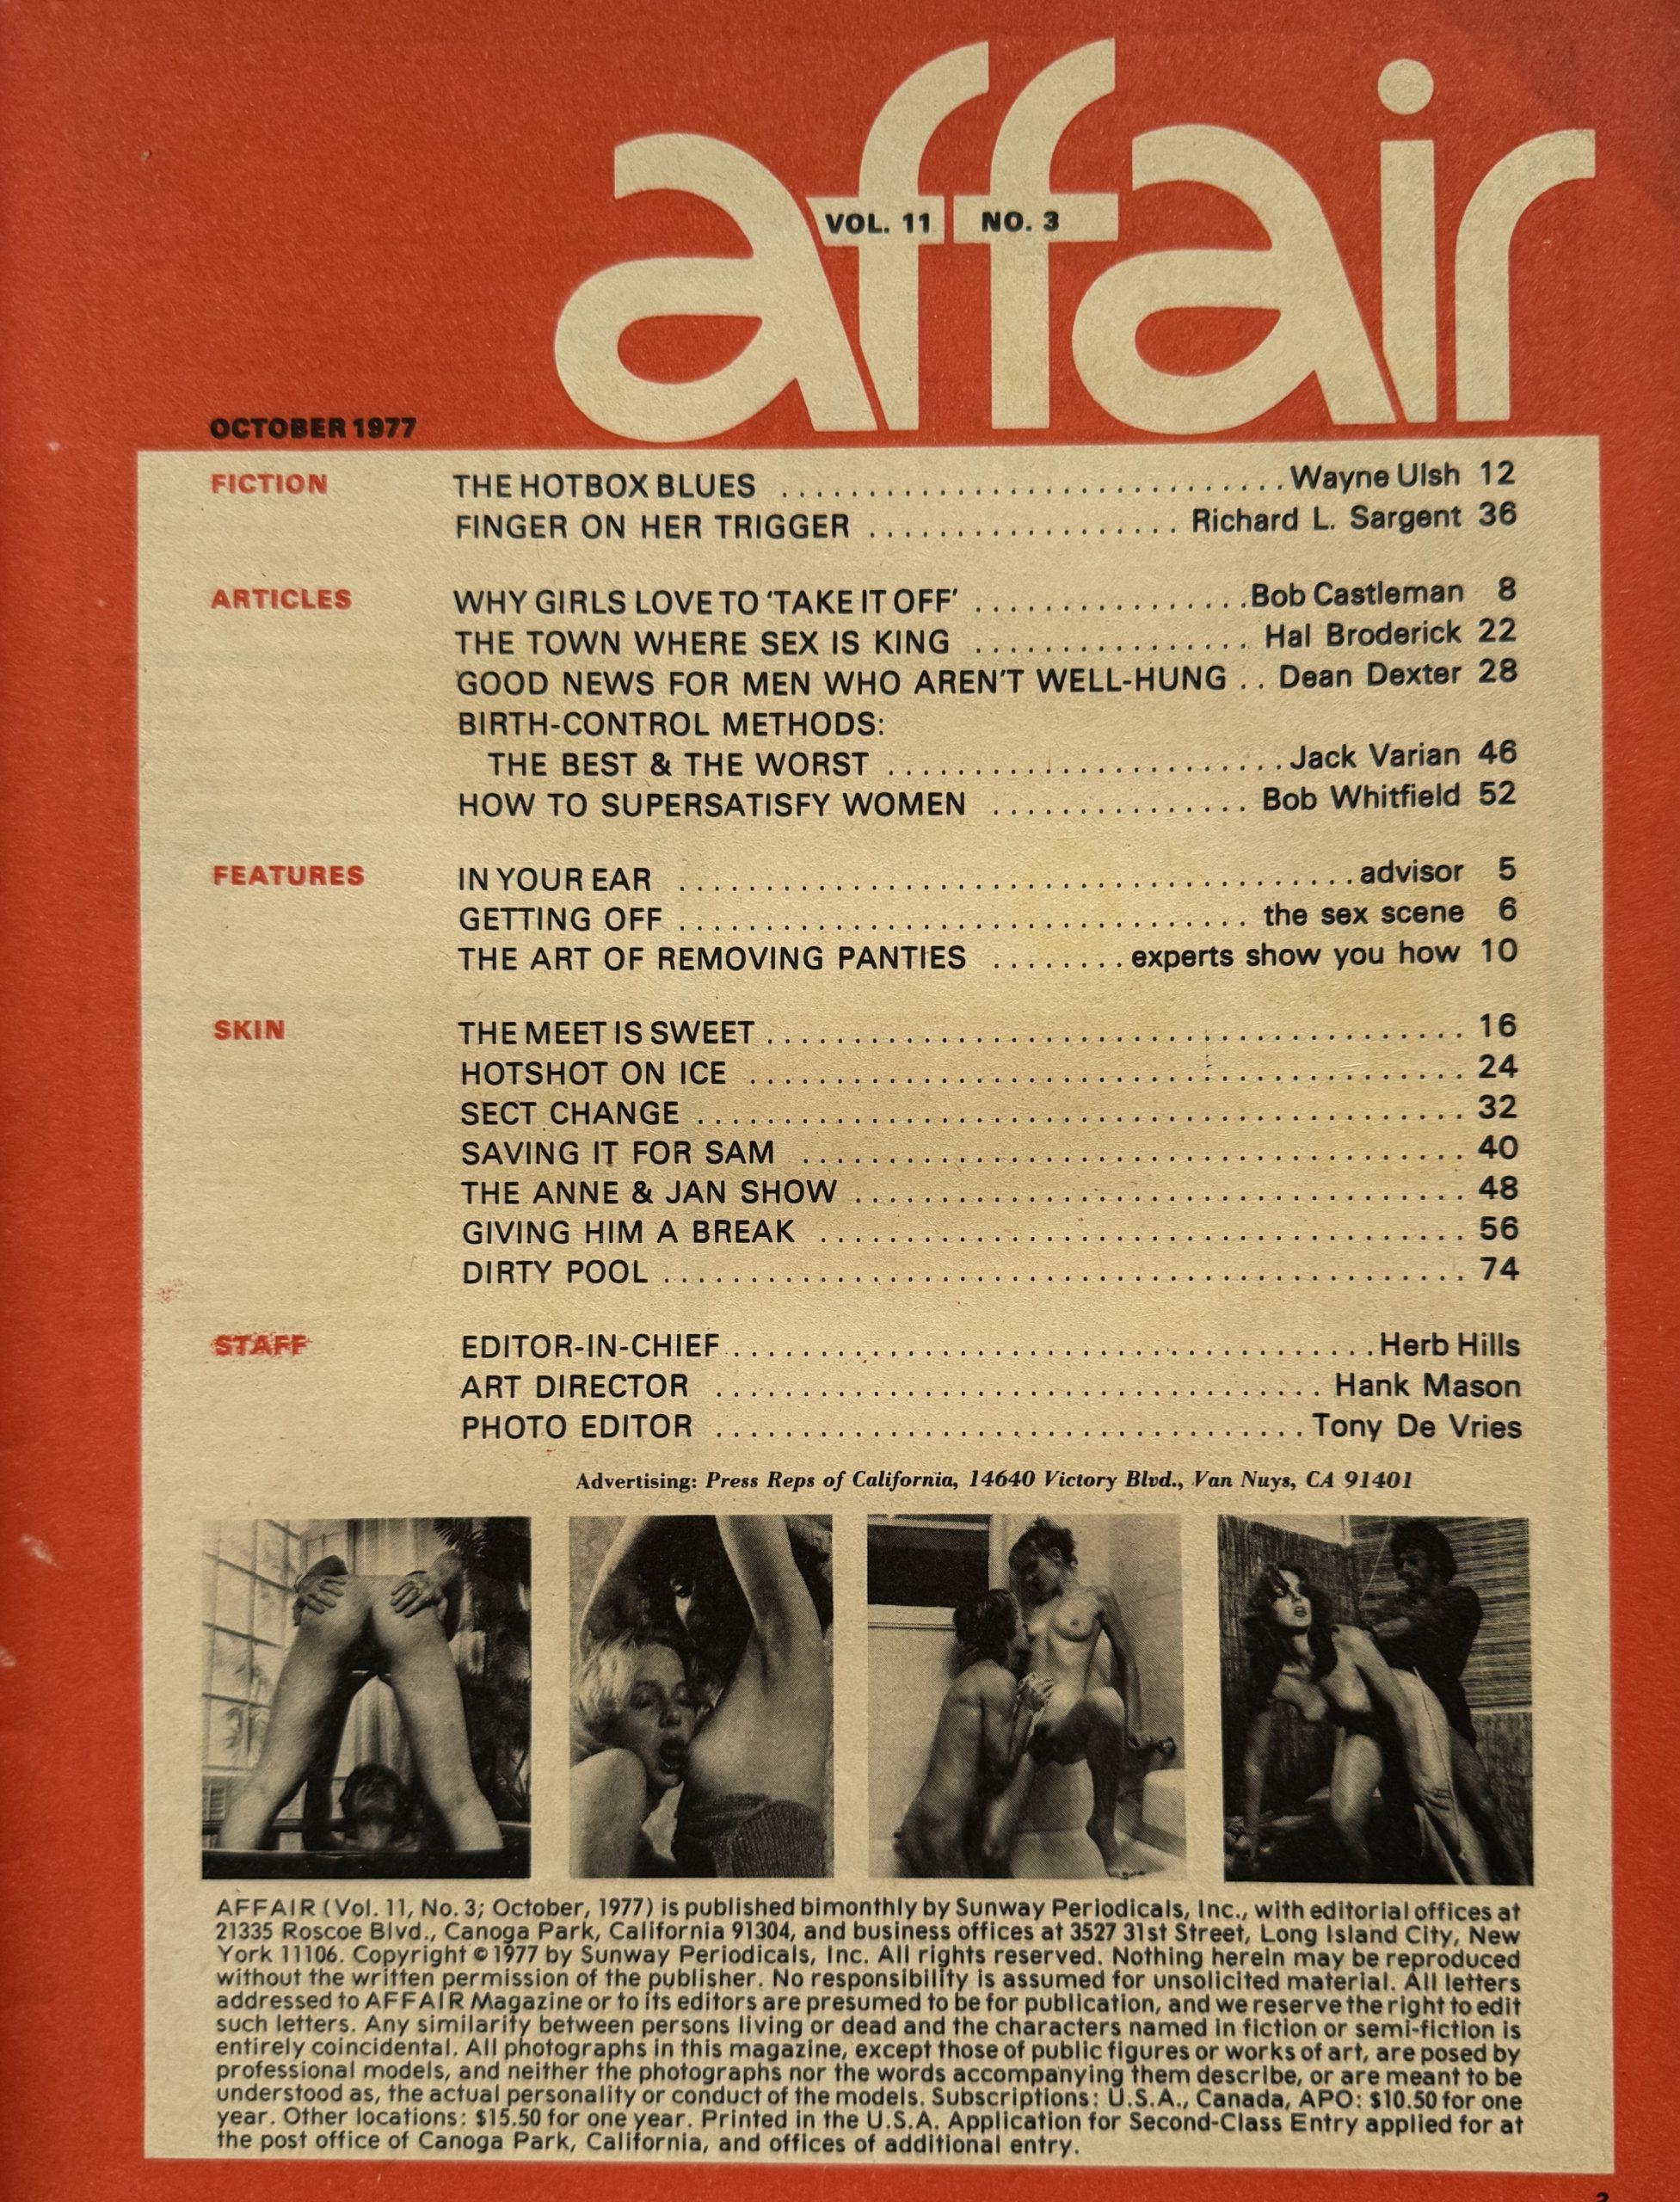 affair
VOL. 11 NO. 3
OCTOBER 1977
FICTION
THE HOTBOX BLUES ............................. Wayne Ulsh 12
FINGER ON HER TRIGGER .................. Richard L. Sargent 36
ARTICLES
WHY GIRLS LOVE TO 'TAKE IT OFF' ................ Bob Castleman 8
THE TOWN WHERE SEX IS KING ................ Hal Broderick 22
GOOD NEWS FOR MEN WHO AREN'T WELL-HUNG .. Dean Dexter 28
BIRTH-CONTROL METHODS:
THE BEST & THE WORST ....................... Jack Varian 46
HOW TO SUPERSATISFY WOMEN ............... Bob Whitfield 52
FEATURES
IN YOUR EAR ....................................... advisor 5
GETTING OFF ................................. the sex scene 6
THE ART OF REMOVING PANTIES ........ experts show you how 10
SKIN
THE MEET IS SWEET ......................................... 16
HOTSHOT ON ICE .......................................... 24
SECT CHANGE ............................................. 32
SAVING IT FOR SAM ....................................... 40
THE ANNE & JAN SHOW .................................... 48
GIVING HIM A BREAK ...................................... 56
DIRTY POOL ............................................... 74
STAFF
EDITOR-IN-CHIEF ...................................... Herb Hills
ART DIRECTOR .................................... Hank Mason
PHOTO EDITOR .................................. Tony De Vries
Advertising: Press Reps of California, 14640 Victory Blvd., Van Nuys, CA 91401
AFFAIR (Vol. 11, No. 3; October, 1977) is published bimonthly by Sunway Periodicals, Inc., with editorial offices at
21335 Roscoe Blvd., Canoga Park, California 91304, and business offices at 3527 31st Street, Long Island City, New
York 11106. Copyright © 1977 by Sunway Periodicals, Inc. All rights reserved. Nothing herein may be reproduced
without the written permission of the publisher. No responsibility is assumed for unsolicited material. All letters
addressed to AFFAIR Magazine or to its editors are presumed to be for publication, and we reserve the right to edit
such letters. Any similarity between persons living or dead and the characters named in fiction or semi-fiction is
entirely coincidental. All photographs in this magazine, except those of public figures or works of art, are posed by
professional models, and neither the photographs nor the words accompanying them describe, or are meant to be
understood as, the actual personality or conduct of the models. Subscriptions: U.S.A., Canada, APO: $10.50 for one
year. Other locations: $15.50 for one year. Printed in the U.S.A. Application for Second-Class Entry applied for at
the post office of Canoga Park, California, and offices of additional entry.